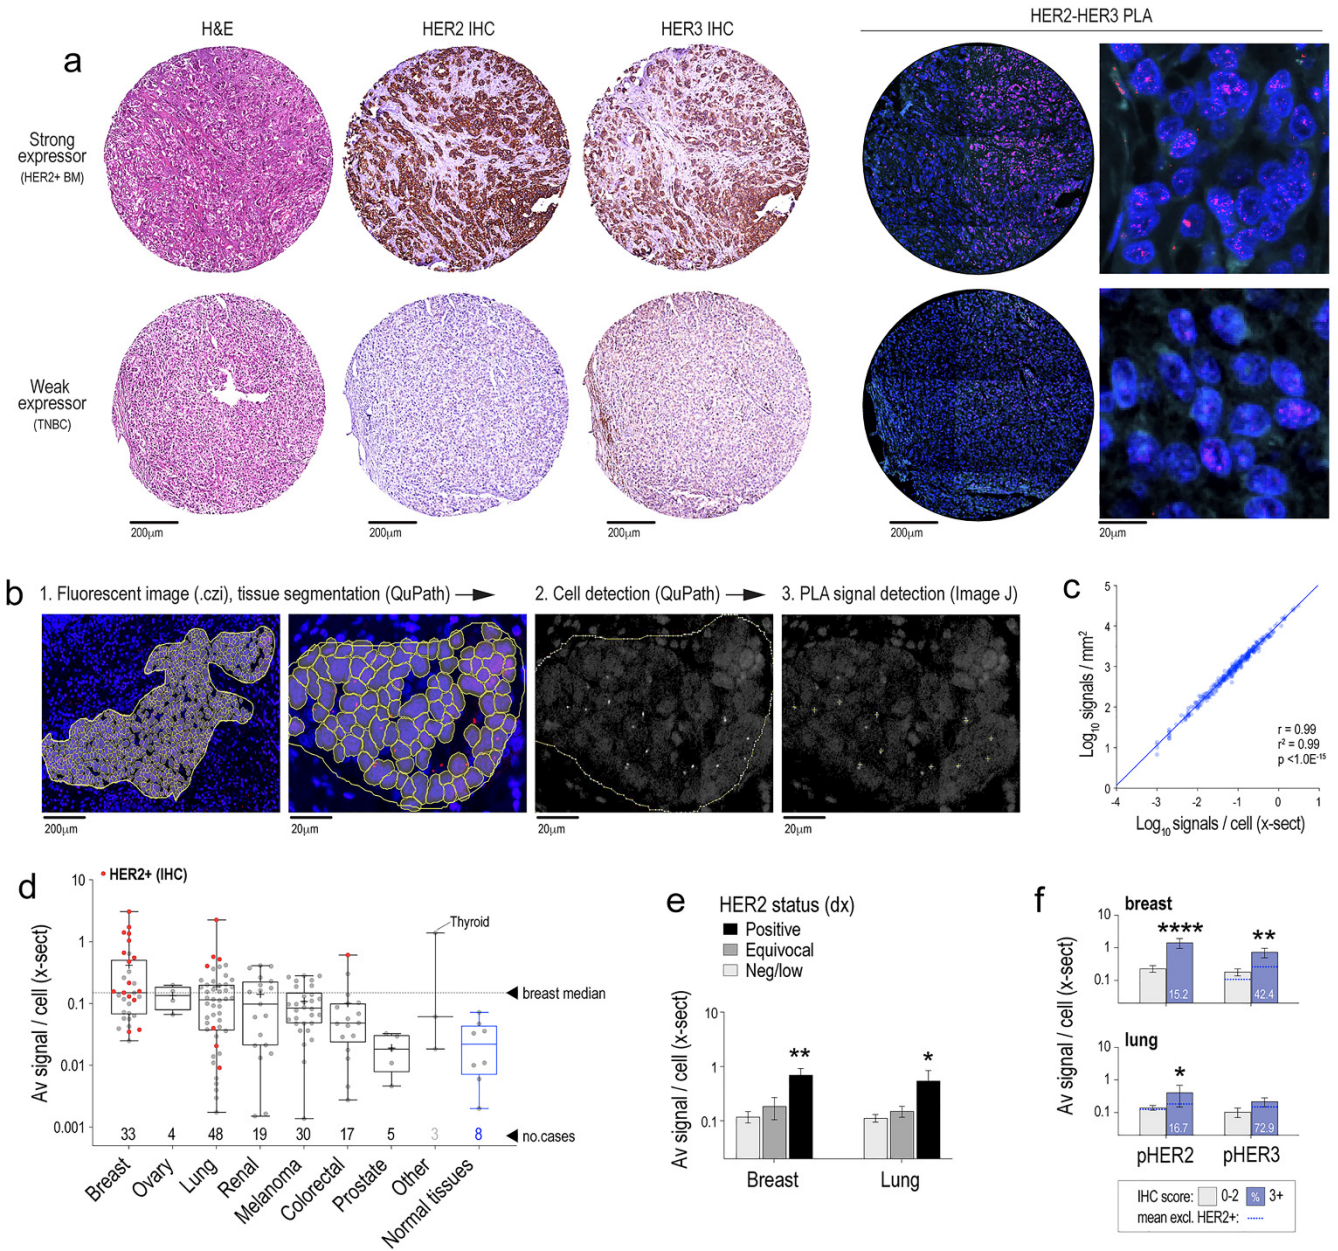 H&E
HER2 IHC
HER3 IHC
HER2-HER3 PLA
a
Strong
expressor
(HER2+ BM)
Weak
expressor
(TNBC)
200µm
200µm
200µm
200µm
20µm
b
1. Fluorescent image (.czi), tissue segmentation (QuPath)
2. Cell detection (QuPath)
3. PLA signal detection (Image J)
200µm
20µm
20µm
20µm
c
Log10 signals / mm2
5
4
3
2
1
0
r = 0.99
r2 = 0.99
p <1.0E-15
-4 -3 -2 -1 0 1
Log10 signals / cell (x-sect)
d
HER2+ (IHC)
Av signal / cell (x-sect)
10
1
0.1
0.01
0.001
Thyroid
breast median
33 4 48 19 30 17 5 3 8
no.cases
Breast
Ovary
Lung
Renal
Melanoma
Colorectal
Prostate
Other
Normal tissues
e
HER2 status (dx)
Positive
Equivocal
Neg/low
Av signal / cell (x-sect)
10
1
0.1
**
*
Breast
Lung
f
breast
Av signal / cell (x-sect)
10
1
0.1
****
**
15.2
42.4
lung
10
1
0.1
*
16.7
72.9
pHER2
pHER3
IHC score: 0-2 % 3+
mean excl. HER2+: